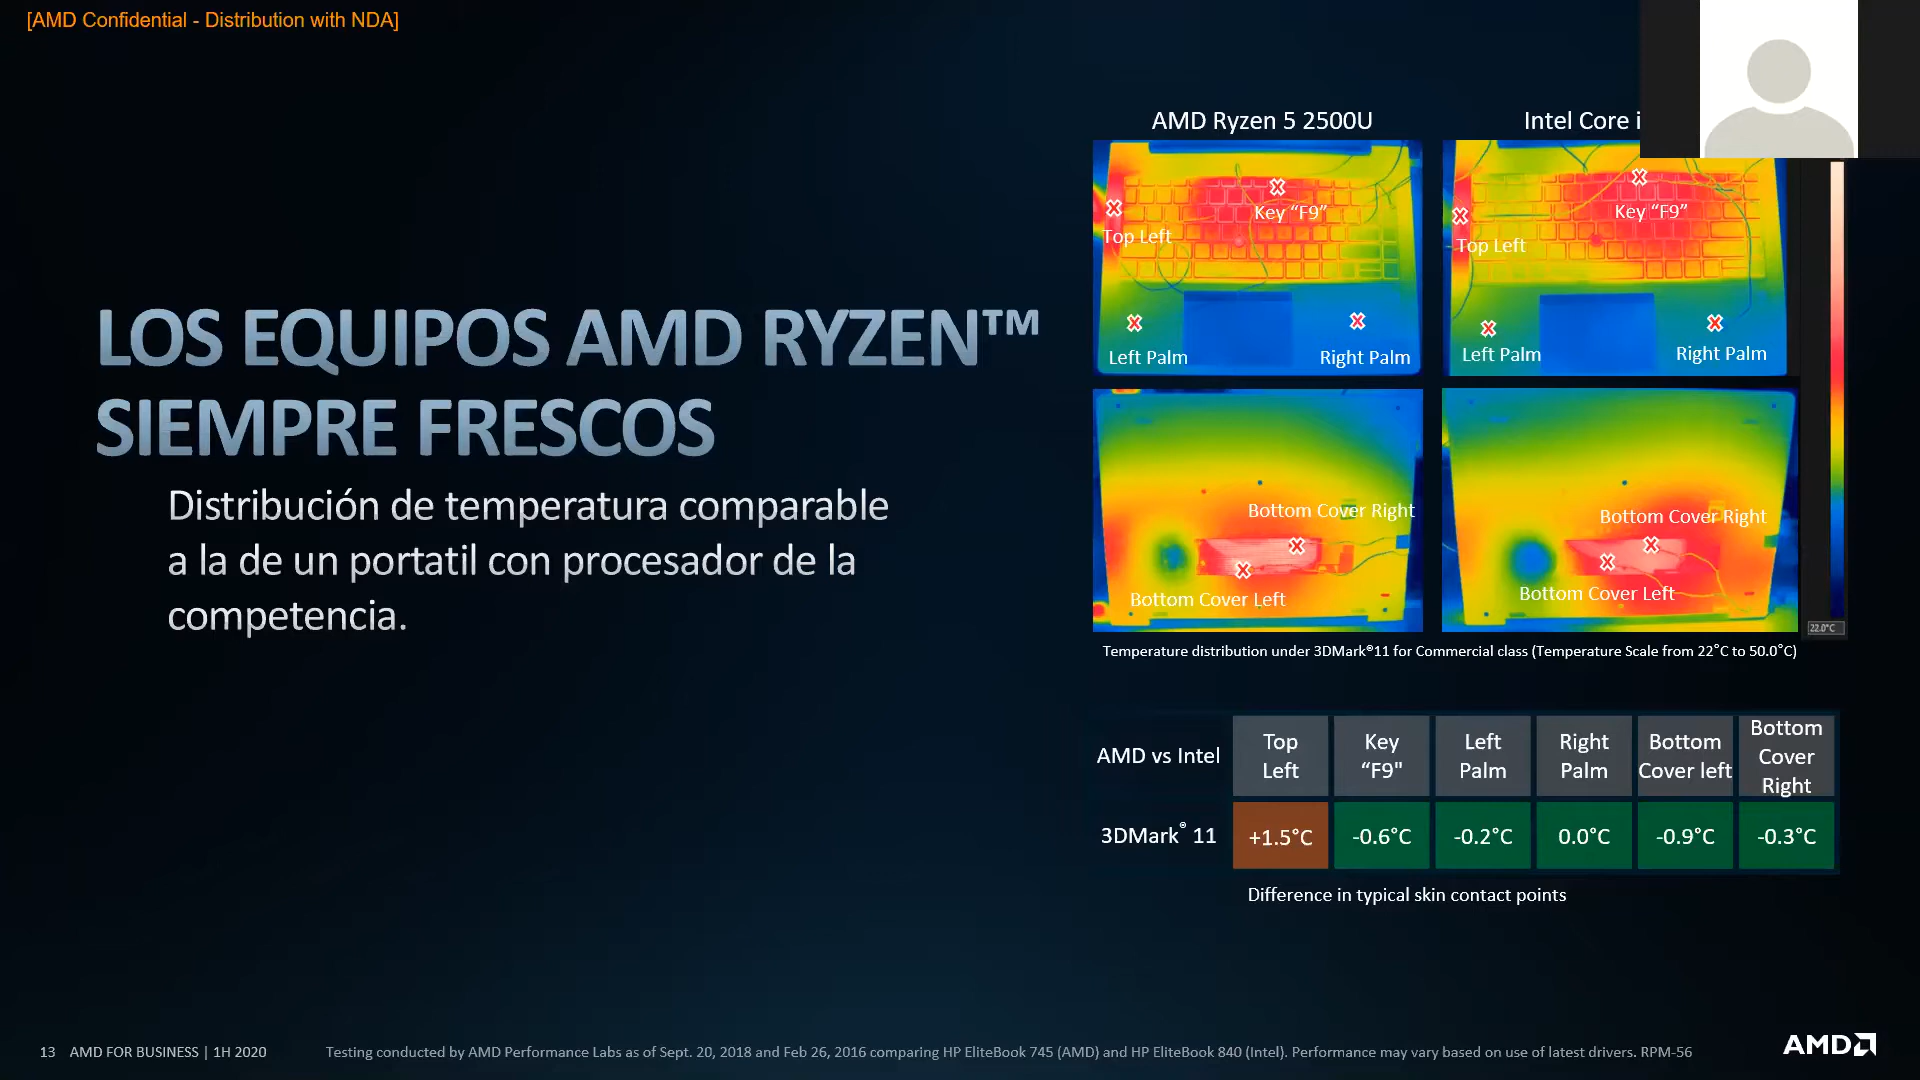 [AMD Confidential - Distribution with NDA]
AMD Ryzen 5 2500U
Intel Core i
Key “F9”
Top Left
Left Palm
Right Palm
Key “F9”
Top Left
Left Palm
Right Palm
LOS EQUIPOS AMD RYZEN™
SIEMPRE FRESCOS
Distribución de temperatura comparable
a la de un portatil con procesador de la
competencia.
Bottom Cover Right
Bottom Cover Left
Bottom Cover Right
Bottom Cover Left
22.0°C
Temperature distribution under 3DMark®11 for Commercial class (Temperature Scale from 22°C to 50.0°C)
AMD vs Intel
Top
Left
Key
“F9"
Left
Palm
Right
Palm
Bottom
Cover left
Bottom
Cover
Right
3DMark® 11
+1.5°C
-0.6°C
-0.2°C
0.0°C
-0.9°C
-0.3°C
Difference in typical skin contact points
13 AMD FOR BUSINESS | 1H 2020
Testing conducted by AMD Performance Labs as of Sept. 20, 2018 and Feb 26, 2016 comparing HP EliteBook 745 (AMD) and HP EliteBook 840 (Intel). Performance may vary based on use of latest drivers. RPM-56
AMD